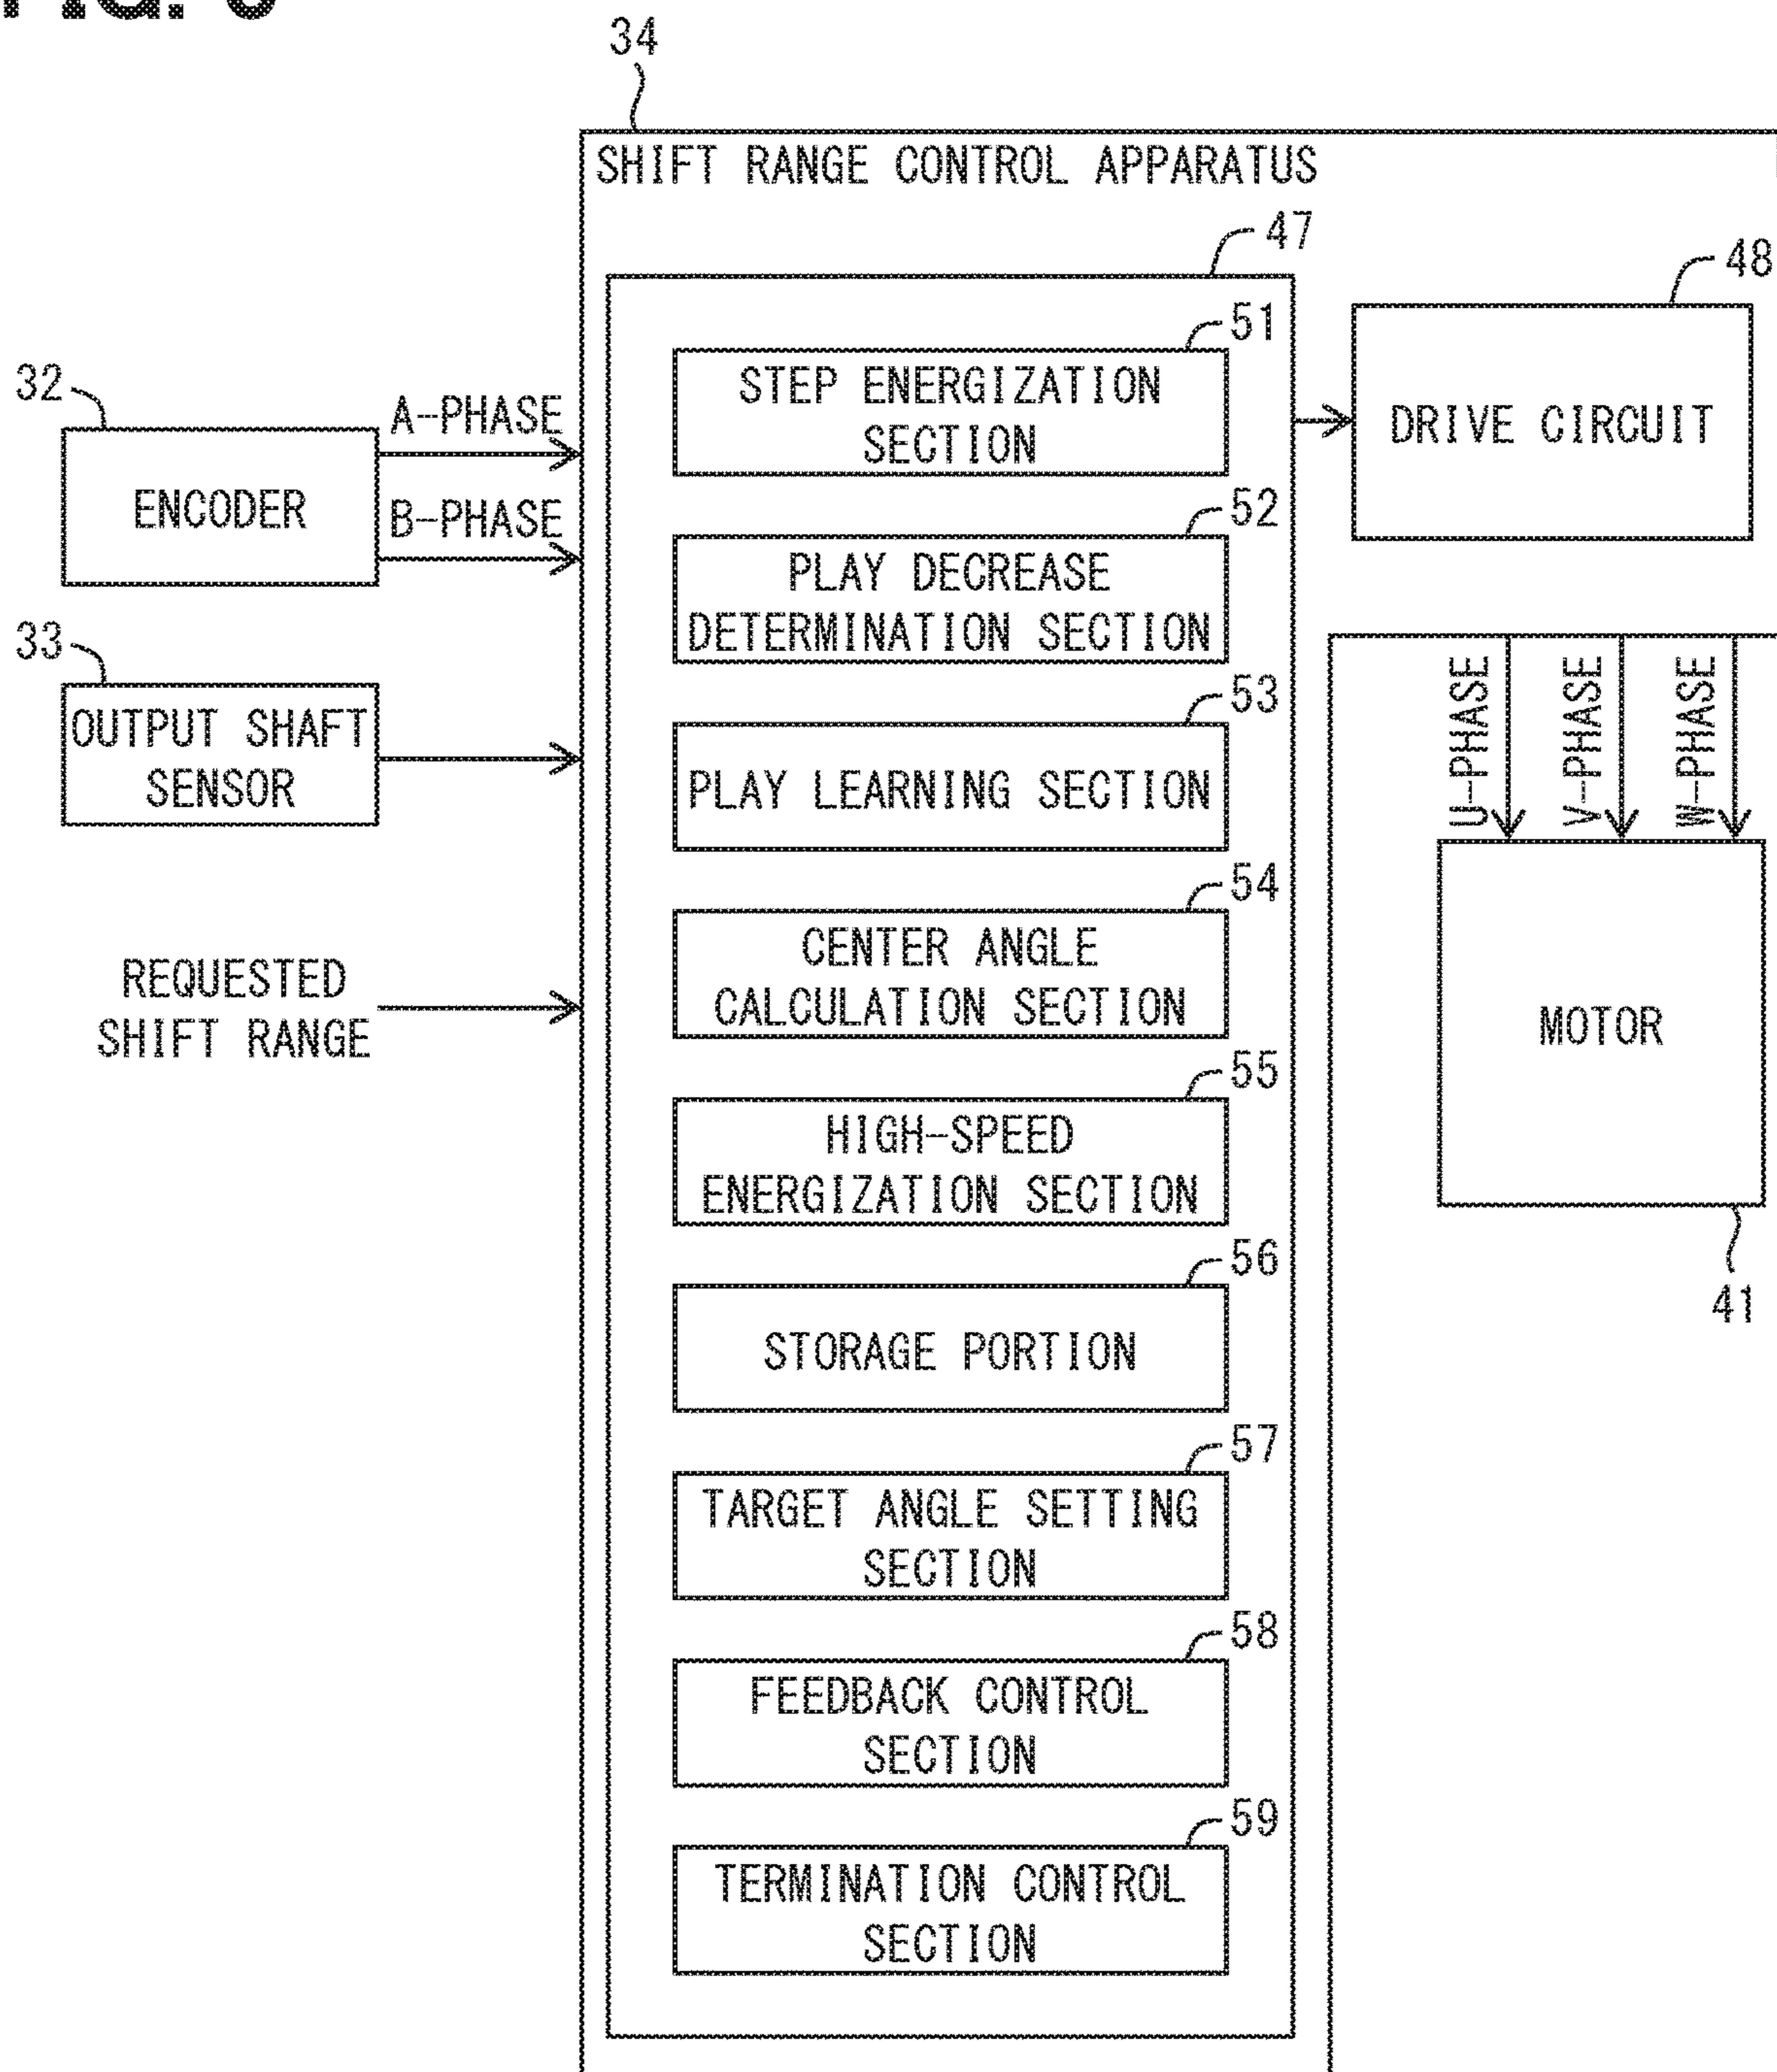 34
SHIFT RANGE CONTROL APPARATUS
47
48
51
STEP ENERGIZATION
SECTION
DRIVE CIRCUIT
32
A-PHASE
ENCODER
B-PHASE
52
PLAY DECREASE
DETERMINATION SECTION
33
OUTPUT SHAFT
SENSOR
53
PLAY LEARNING SECTION
U-PHASE
V-PHASE
W-PHASE
54
CENTER ANGLE
CALCULATION SECTION
REQUESTED
SHIFT RANGE
MOTOR
41
55
HIGH-SPEED
ENERGIZATION SECTION
56
STORAGE PORTION
57
TARGET ANGLE SETTING
SECTION
58
FEEDBACK CONTROL
SECTION
59
TERMINATION CONTROL
SECTION